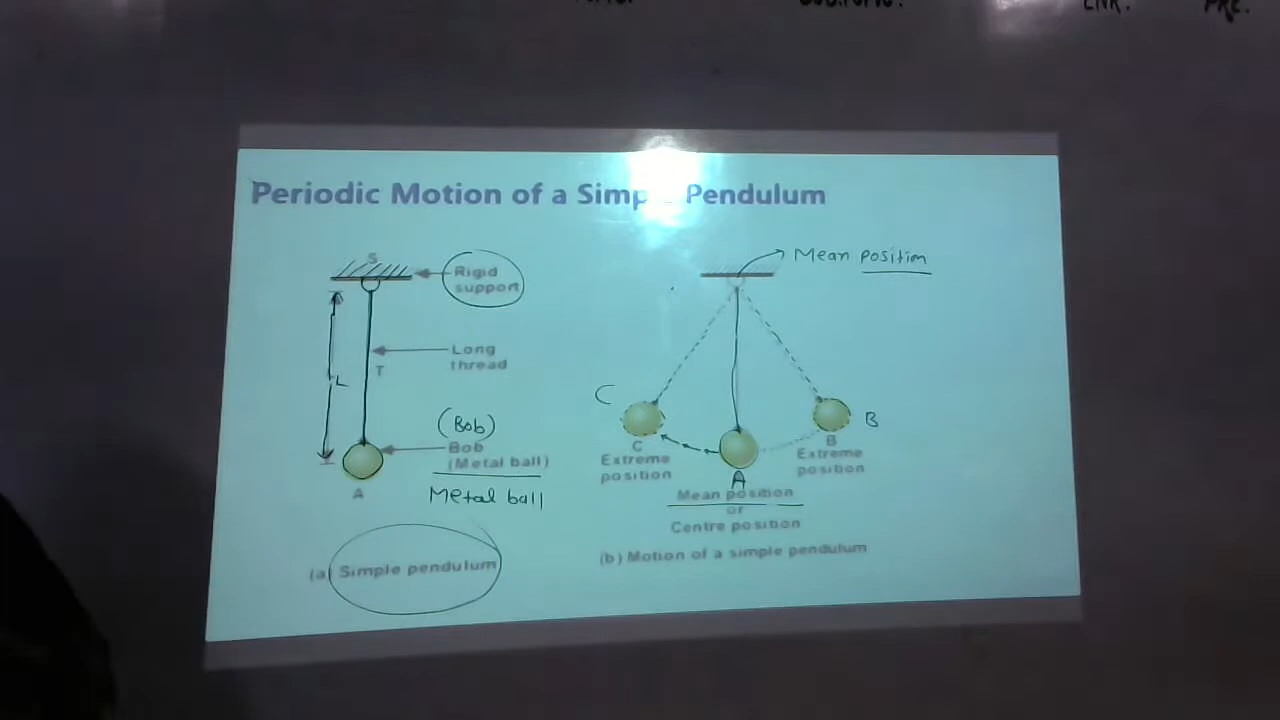 PRE.
Periodic Motion of a Simp Pendulum
S
Rigid
support
L
Long
thread
T
(Bob)
Bob
(Metal ball)
Metal ball
A
(a) Simple pendulum
Mean position
C
B
C
Extreme
position
B
Extreme
position
A
Mean position
or
Centre position
(b) Motion of a simple pendulum